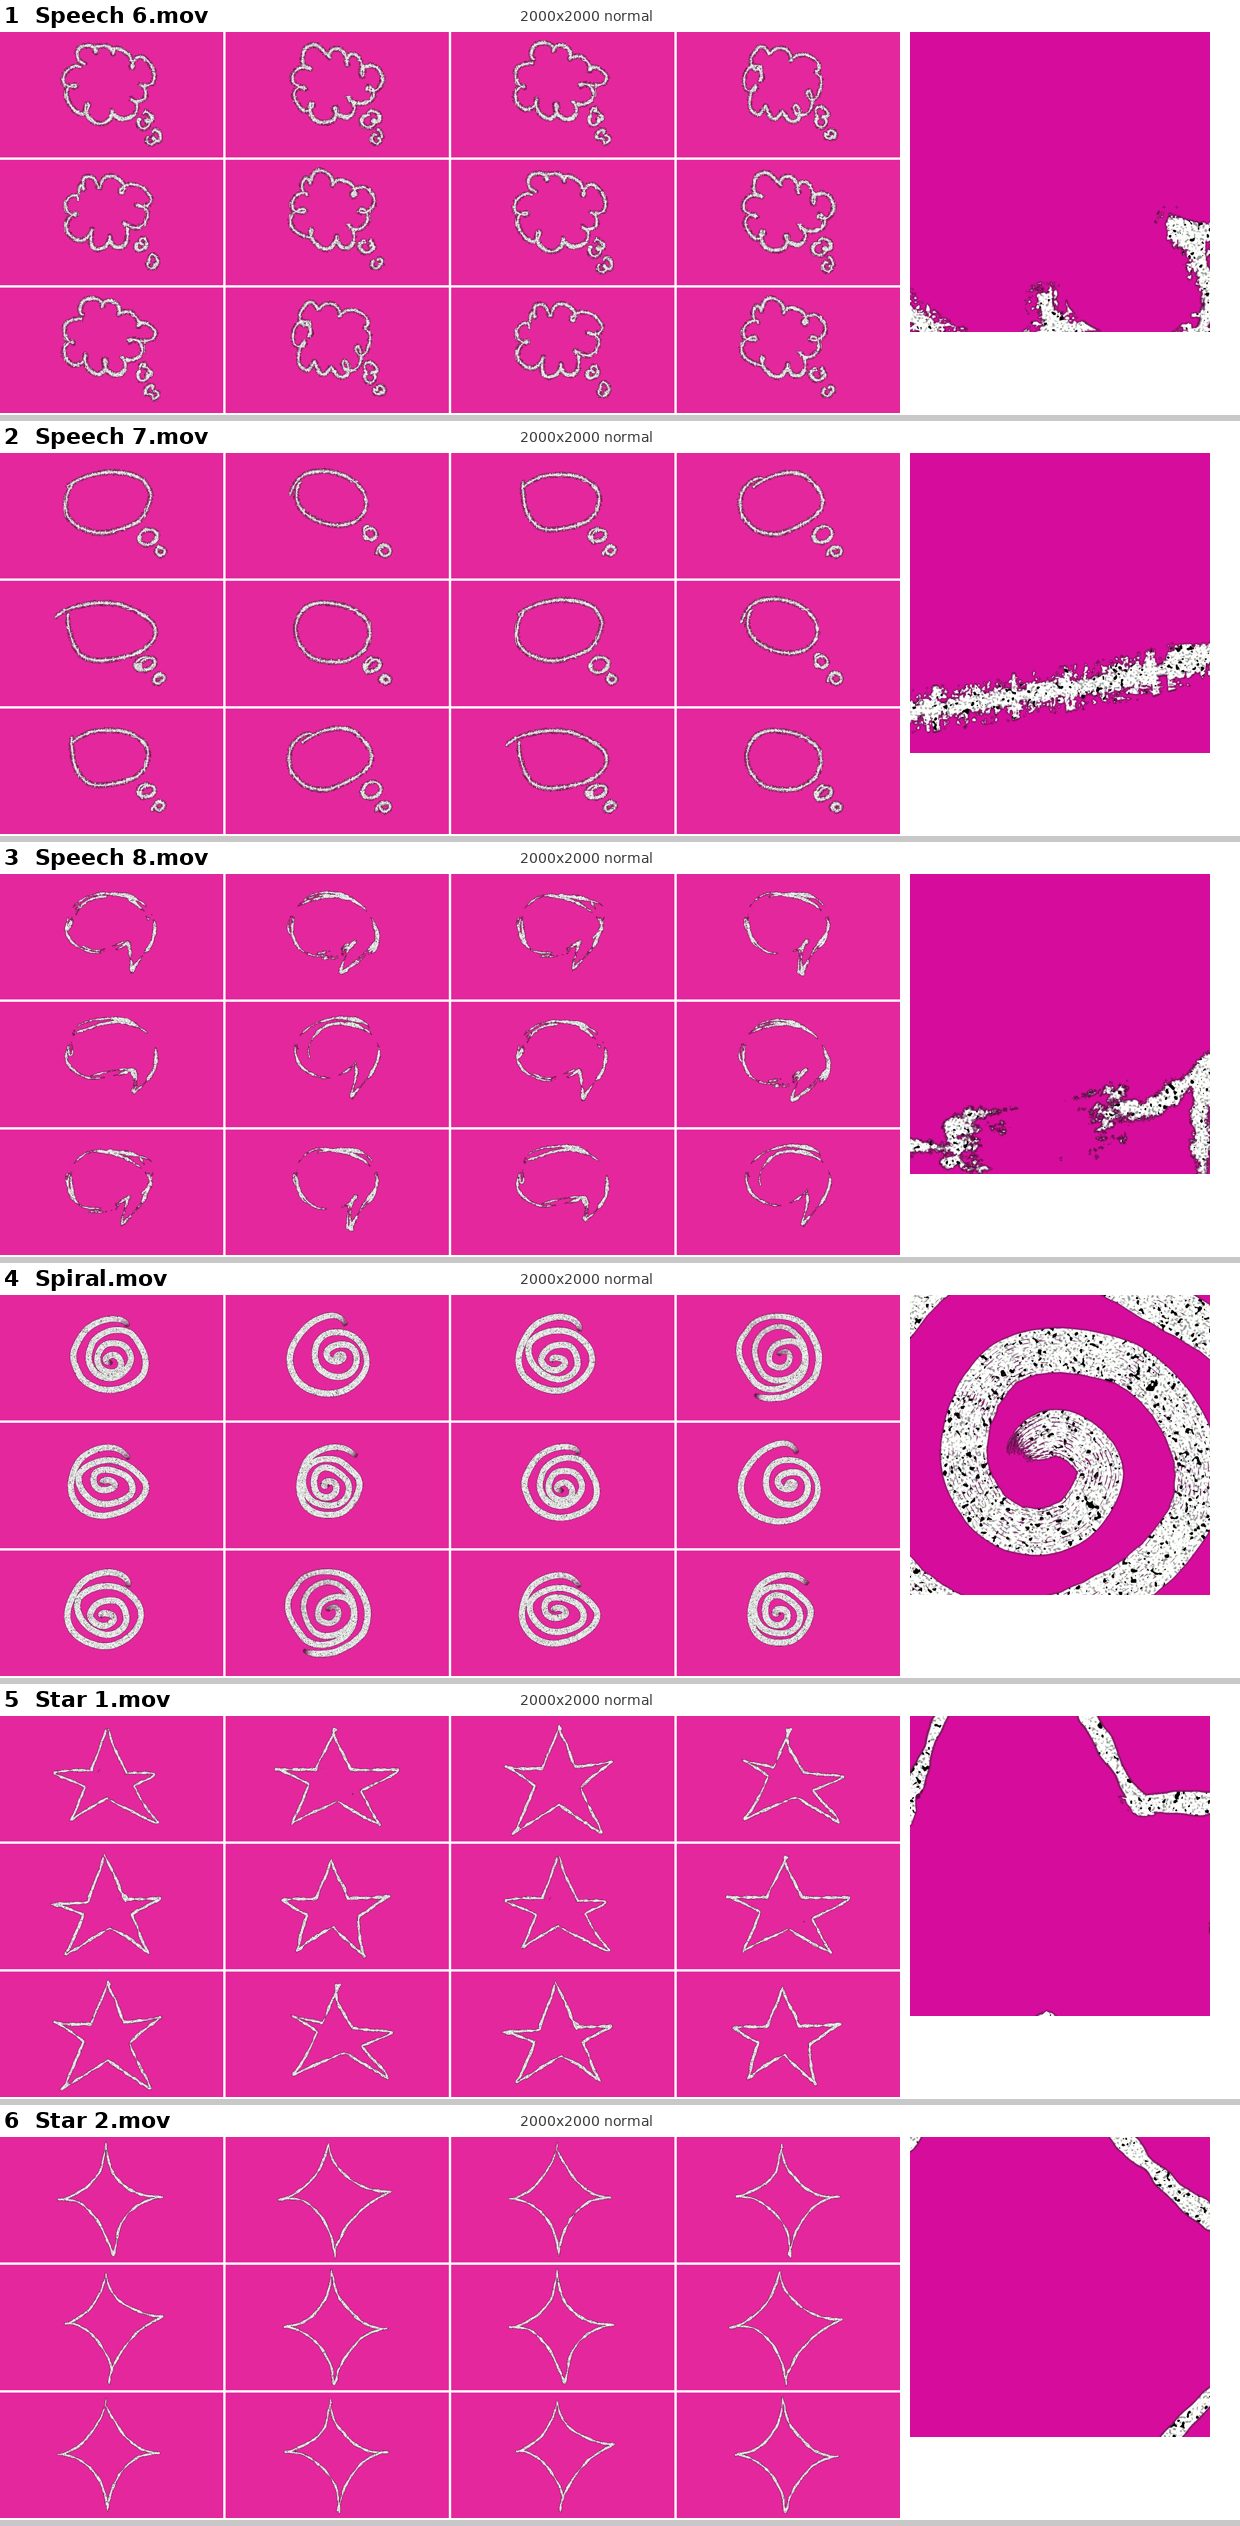 1 Speech 6.mov 2000x2000 normal
2 Speech 7.mov 2000x2000 normal
3 Speech 8.mov 2000x2000 normal
4 Spiral.mov 2000x2000 normal
5 Star 1.mov 2000x2000 normal
6 Star 2.mov 2000x2000 normal